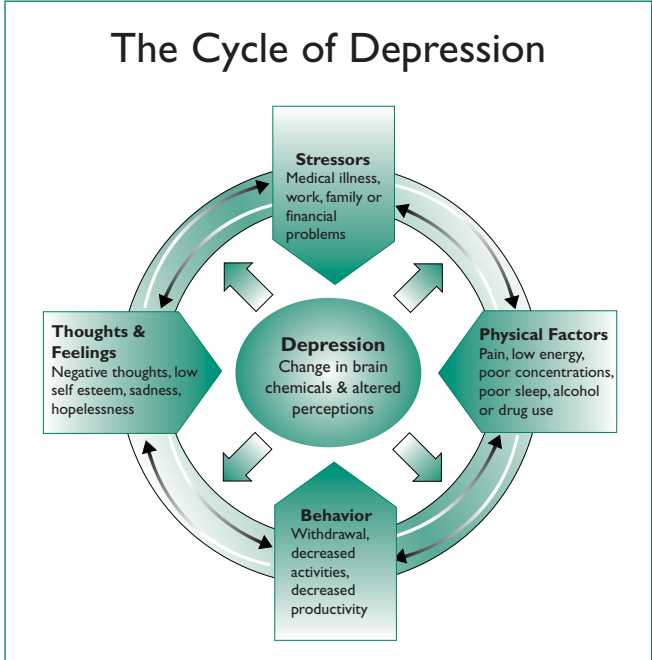 The Cycle of Depression
Stressors
Medical illness,
work, family or
financial
problems
Thoughts &
Feelings
Negative thoughts, low
self esteem, sadness,
hopelessness
Depression
Change in brain
chemicals & altered
perceptions
Physical Factors
Pain, low energy,
poor concentrations,
poor sleep, alcohol
or drug use
Behavior
Withdrawal,
decreased
activities,
decreased
productivity